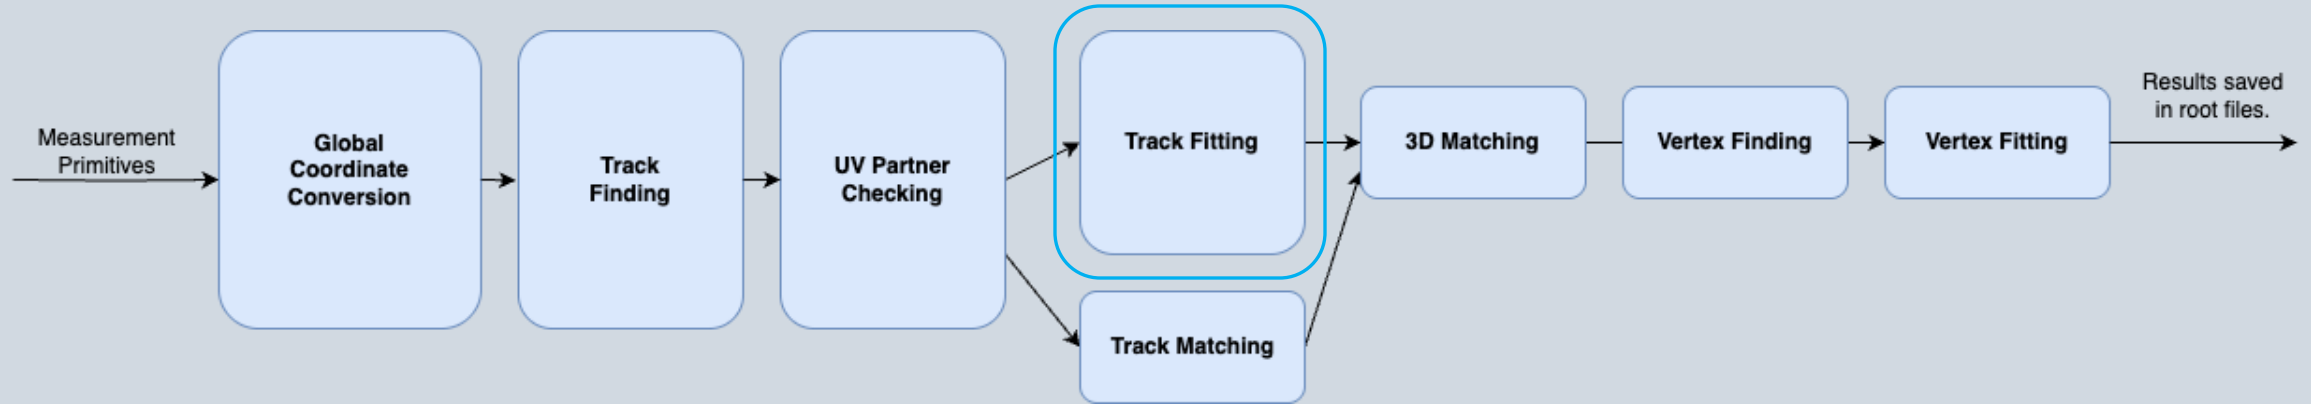 Measurement
Primitives
Global
Coordinate
Conversion
Track
Finding
UV Partner
Checking
Track Fitting
Track Matching
3D Matching
Vertex Finding
Vertex Fitting
Results saved
in root files.